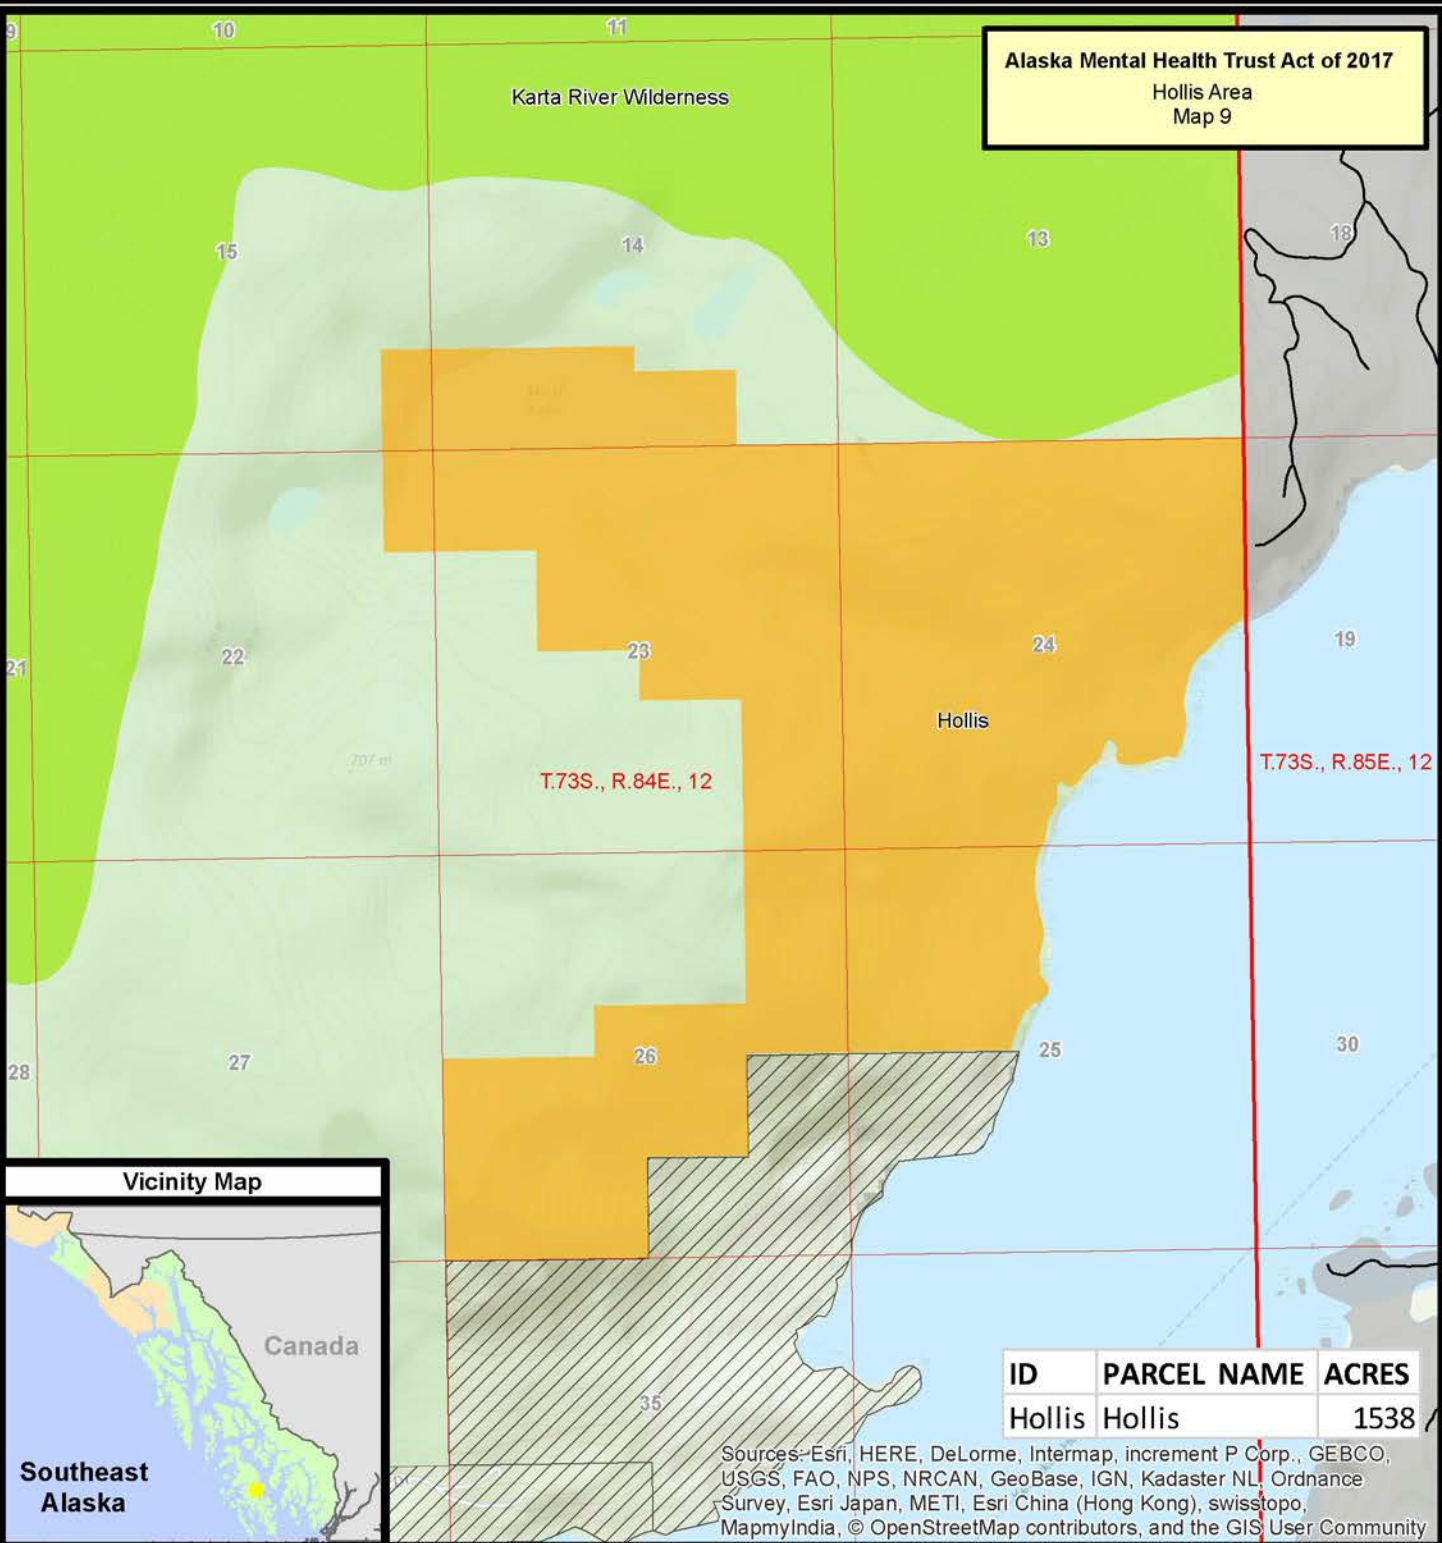 9
10
11
Alaska Mental Health Trust Act of 2017
Hollis Area
Map 9
Karta River Wilderness
15
14
13
18
21
22
23
24
19
Hollis
707 m
T.73S., R.84E., 12
T.73S., R.85E., 12
28
27
26
25
30
Vicinity Map
Canada
Southeast
Alaska
35
ID PARCEL NAME ACRES
Hollis Hollis 1538
Sources: Esri, HERE, DeLorme, Intermap, increment P Corp., GEBCO,
USGS, FAO, NPS, NRCAN, GeoBase, IGN, Kadaster NL, Ordnance
Survey, Esri Japan, METI, Esri China (Hong Kong), swisstopo,
MapmyIndia, © OpenStreetMap contributors, and the GIS User Community